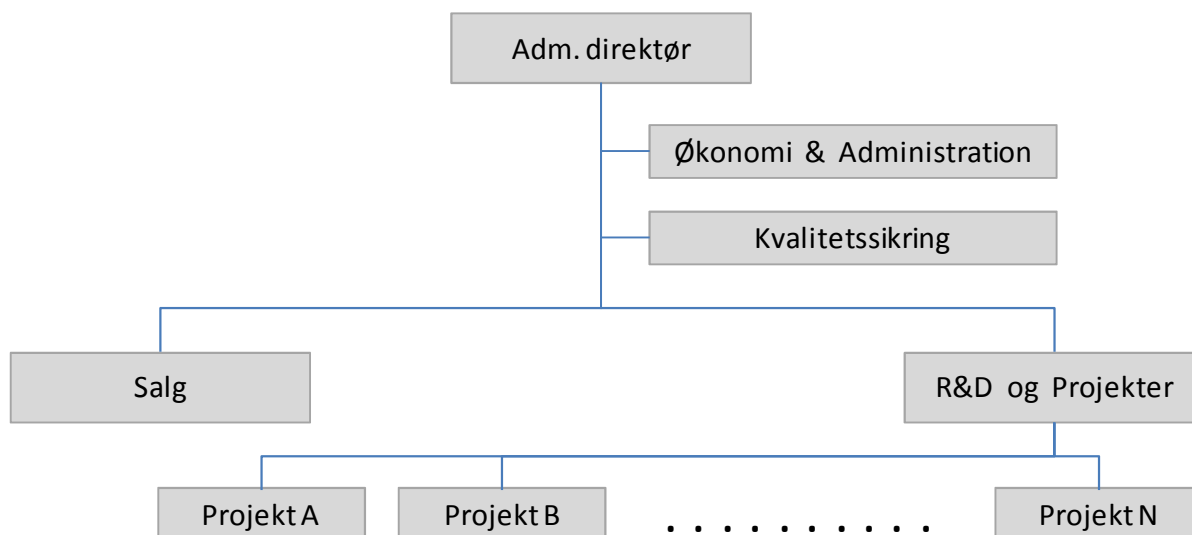 Adm. direktør
Økonomi & Administration
Kvalitetssikring
Salg
R&D og Projekter
Projekt A
Projekt B
. . . . . . . . . .
Projekt N